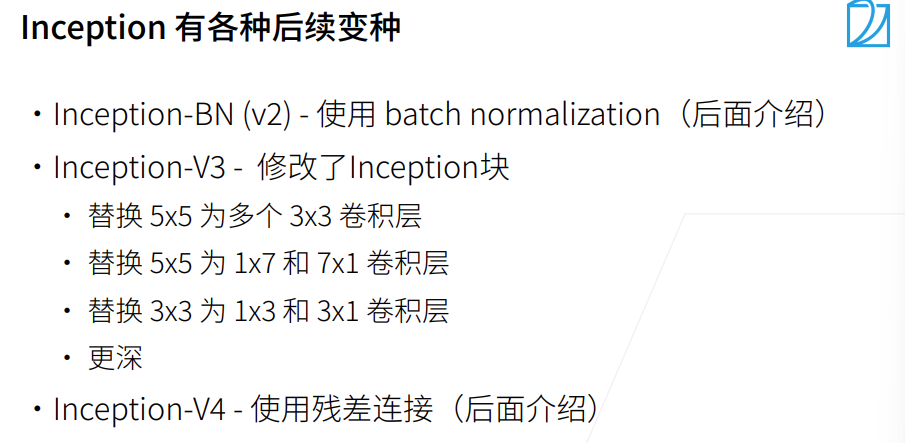 Inception 有各种后续变种
• Inception-BN (v2) - 使用 batch normalization（后面介绍）
• Inception-V3 - 修改了Inception块
• 替换 5x5 为多个 3x3 卷积层
• 替换 5x5 为 1x7 和 7x1 卷积层
• 替换 3x3 为 1x3 和 3x1 卷积层
• 更深
• Inception-V4 - 使用残差连接（后面介绍）